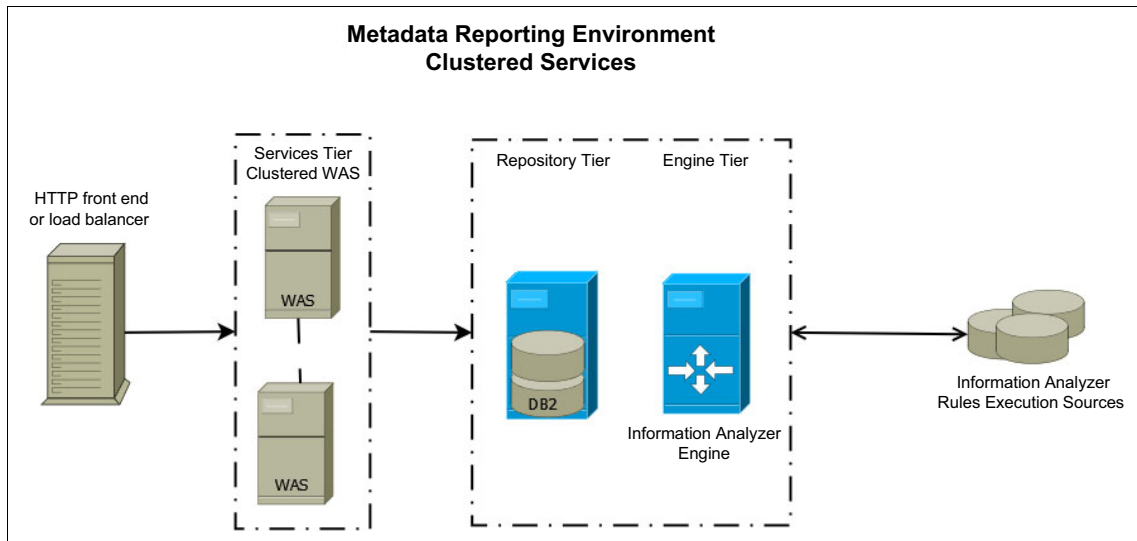 Metadata Reporting Environment
Clustered Services
Services Tier
Clustered WAS
Repository Tier
Engine Tier
HTTP front end
or load balancer
WAS
WAS
DB2
Information Analyzer
Engine
Information Analyzer
Rules Execution Sources